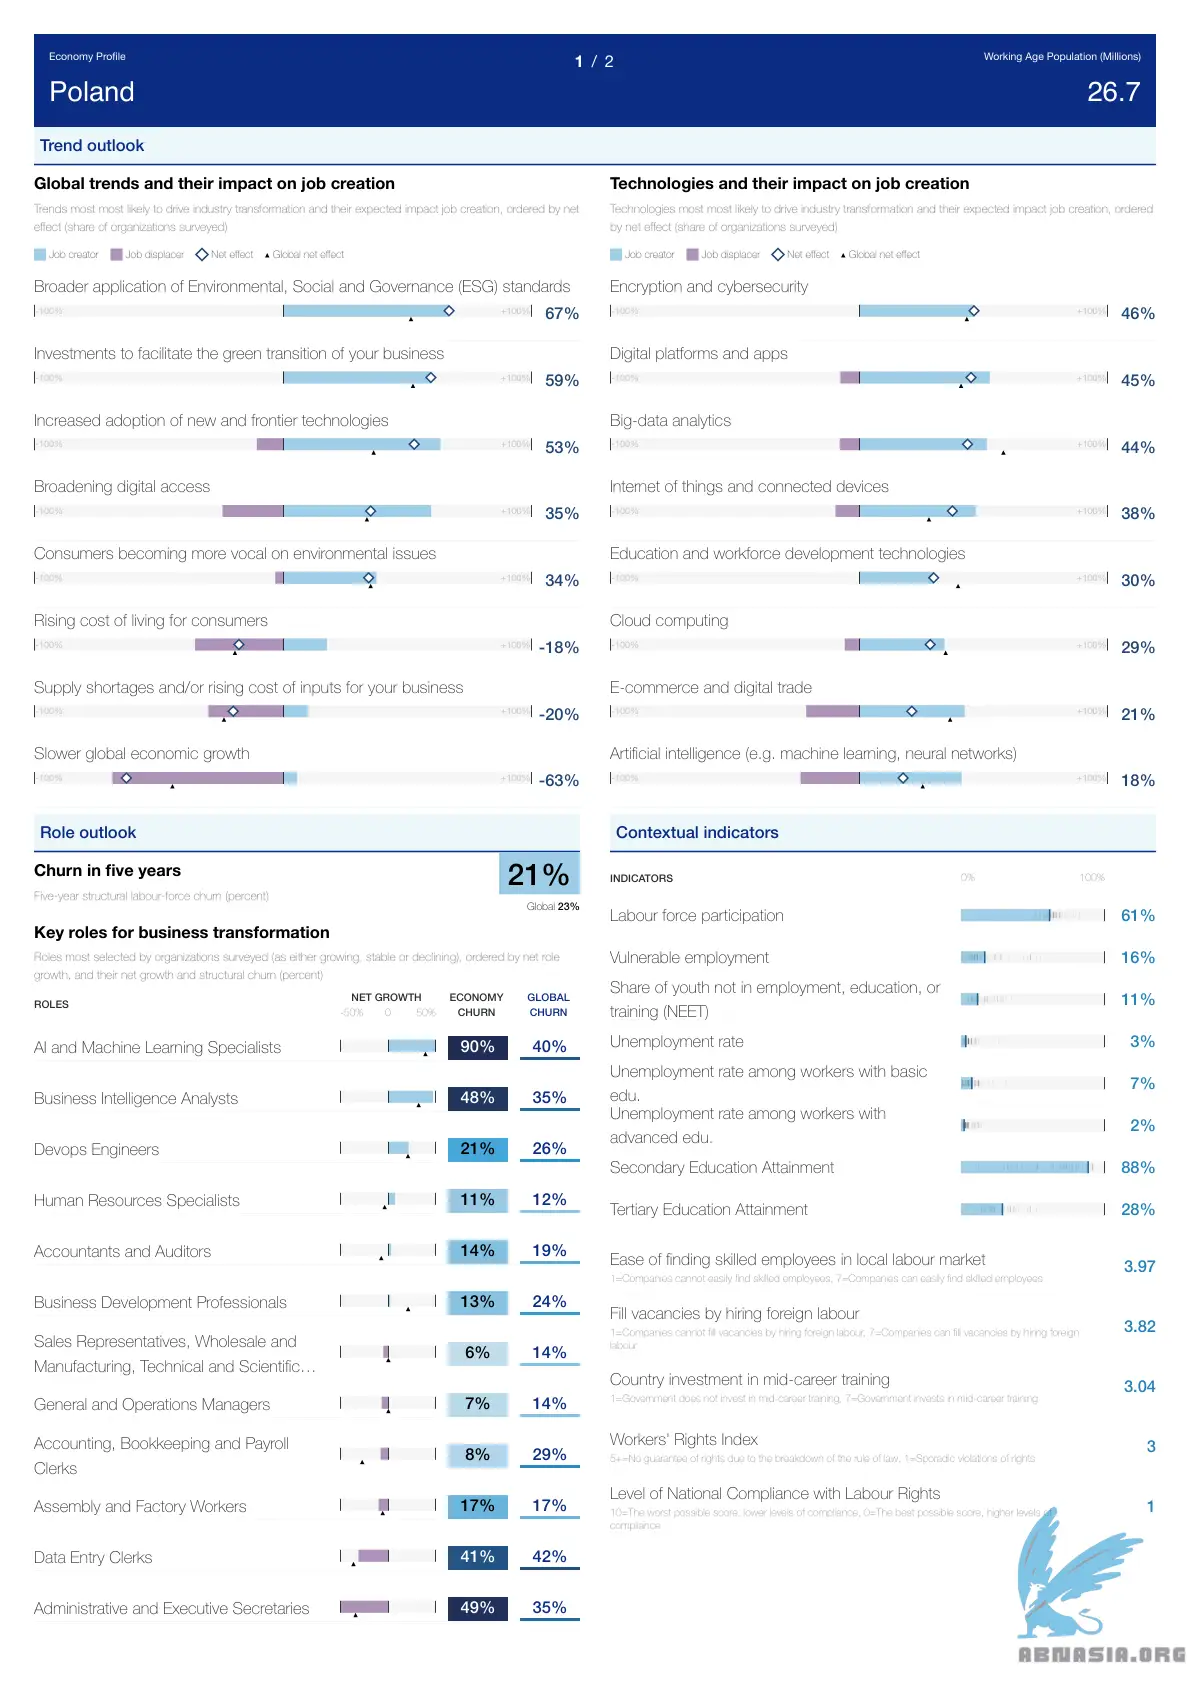 Economy Profile
1 / 2
Working Age Population (Millions)
Poland
26.7
Trend outlook
Global trends and their impact on job creation
Trends most most likely to drive industry transformation and their expected impact job creation, ordered by net
effect (share of organizations surveyed)
Job creator Job displacer Net effect Global net effect
Broader application of Environmental, Social and Governance (ESG) standards
-100% +100% 67%
Investments to facilitate the green transition of your business
-100% +100% 59%
Increased adoption of new and frontier technologies
-100% +100% 53%
Broadening digital access
-100% +100% 35%
Consumers becoming more vocal on environmental issues
-100% +100% 34%
Rising cost of living for consumers
-100% +100% -18%
Supply shortages and/or rising cost of inputs for your business
-100% +100% -20%
Slower global economic growth
-100% +100% -63%
Technologies and their impact on job creation
Technologies most most likely to drive industry transformation and their expected impact job creation, ordered
by net effect (share of organizations surveyed)
Job creator Job displacer Net effect Global net effect
Encryption and cybersecurity
-100% +100% 46%
Digital platforms and apps
-100% +100% 45%
Big-data analytics
-100% +100% 44%
Internet of things and connected devices
-100% +100% 38%
Education and workforce development technologies
-100% +100% 30%
Cloud computing
-100% +100% 29%
E-commerce and digital trade
-100% +100% 21%
Artificial intelligence (e.g. machine learning, neural networks)
-100% +100% 18%
Role outlook
Churn in five years
21%
Five-year structural labour-force churn (percent)
Global 23%
Key roles for business transformation
Roles most selected by organizations surveyed (as either growing, stable or declining), ordered by net role
growth, and their net growth and structural churn (percent)
ROLES NET GROWTH ECONOMY CHURN GLOBAL CHURN
-50% 0 50%
AI and Machine Learning Specialists 90% 40%
Business Intelligence Analysts 48% 35%
Devops Engineers 21% 26%
Human Resources Specialists 11% 12%
Accountants and Auditors 14% 19%
Business Development Professionals 13% 24%
Sales Representatives, Wholesale and
Manufacturing, Technical and Scientific… 6% 14%
General and Operations Managers 7% 14%
Accounting, Bookkeeping and Payroll
Clerks 8% 29%
Assembly and Factory Workers 17% 17%
Data Entry Clerks 41% 42%
Administrative and Executive Secretaries 49% 35%
Contextual indicators
INDICATORS 0% 100%
Labour force participation 61%
Vulnerable employment 16%
Share of youth not in employment, education, or
training (NEET) 11%
Unemployment rate 3%
Unemployment rate among workers with basic
edu. 7%
Unemployment rate among workers with
advanced edu. 2%
Secondary Education Attainment 88%
Tertiary Education Attainment 28%
Ease of finding skilled employees in local labour market 3.97
1=Companies cannot easily find skilled employees, 7=Companies can easily find skilled employees
Fill vacancies by hiring foreign labour 3.82
1=Companies cannot fill vacancies by hiring foreign labour, 7=Companies can fill vacancies by hiring foreign
labour
Country investment in mid-career training 3.04
1=Government does not invest in mid-career training, 7=Government invests in mid-career training
Workers' Rights Index 3
5+=No guarantee of rights due to the breakdown of the rule of law, 1=Sporadic violations of rights
Level of National Compliance with Labour Rights 1
10=The worst possible score, lower levels of compliance, 0=The best possible score, higher levels of
compliance
ABNASIA.ORG